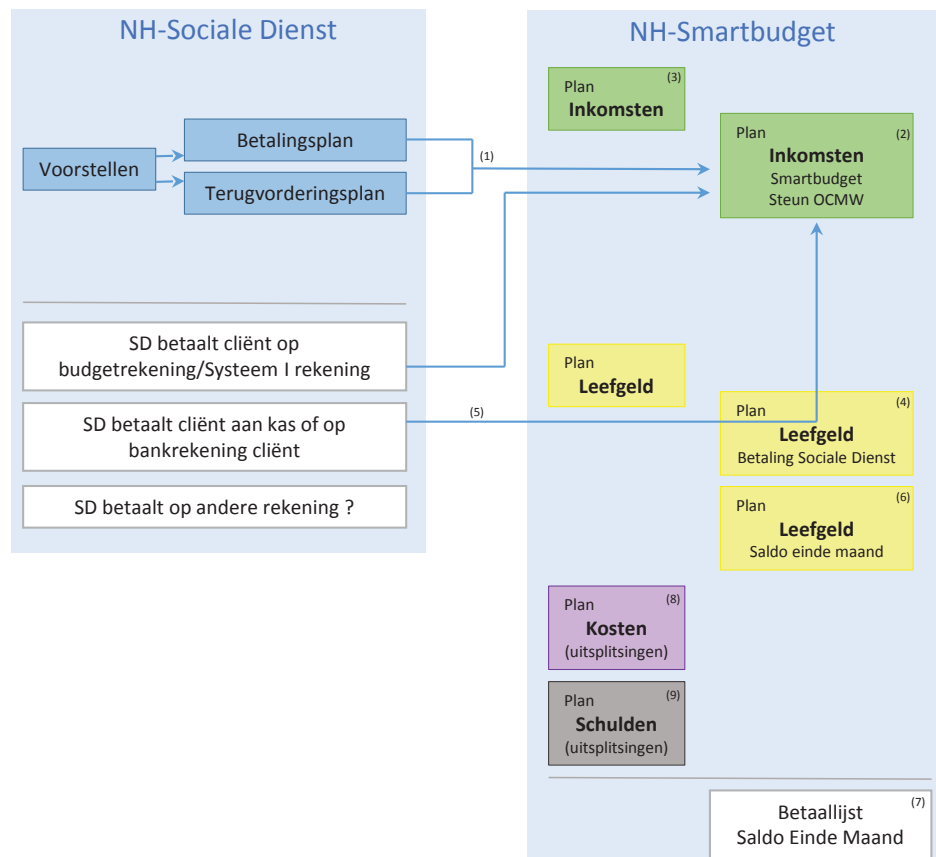 NH-Sociale Dienst
Voorstellen
Betalingsplan
Terugvorderingsplan
(1)
SD betaalt cliënt op
budgetrekening/Systeem I rekening
SD betaalt cliënt aan kas of op
bankrekening cliënt
(5)
SD betaalt op andere rekening ?
NH-Smartbudget
Plan (3)
Inkomsten
Plan (2)
Inkomsten
Smartbudget
Steun OCMW
Plan
Leefgeld
Plan (4)
Leefgeld
Betaling Sociale Dienst
Plan (6)
Leefgeld
Saldo einde maand
Plan (8)
Kosten
(uitsplitsingen)
Plan (9)
Schulden
(uitsplitsingen)
Betaallijst (7)
Saldo Einde Maand